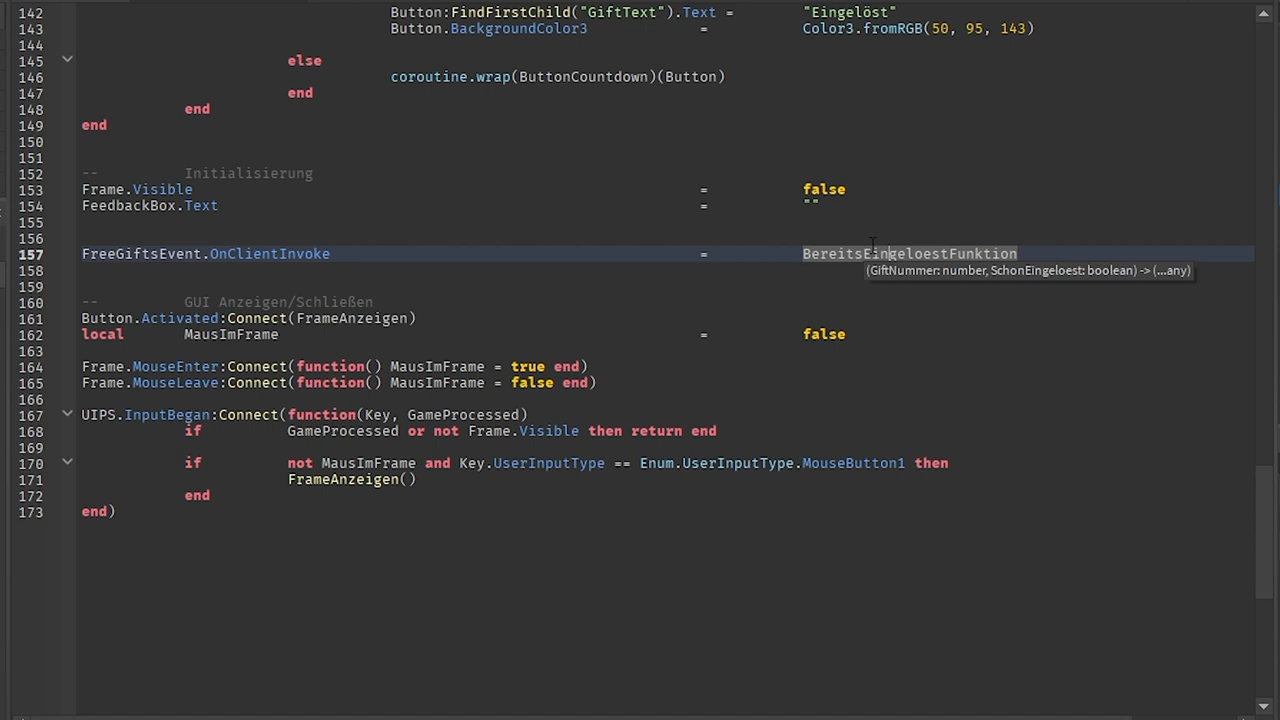 142 Button:FindFirstChild("GiftText").Text = "Eingelöst"
143 Button.BackgroundColor3 = Color3.fromRGB(50, 95, 143)
144
145 else
146 coroutine.wrap(ButtonCountdown)(Button)
147 end
148 end
149 end
150
151
152 -- Initialisierung
153 Frame.Visible = false
154 FeedbackBox.Text = ""
155
156
157 FreeGiftsEvent.OnClientInvoke = BereitsEingeloestFunktion
158 (GiftNummer: number, SchonEingeloest: boolean) -> (...any)
159
160 -- GUI Anzeigen/Schließen
161 Button.Activated:Connect(FrameAnzeigen)
162 local MausImFrame = false
163
164 Frame.MouseEnter:Connect(function() MausImFrame = true end)
165 Frame.MouseLeave:Connect(function() MausImFrame = false end)
166
167 UIPS.InputBegan:Connect(function(Key, GameProcessed)
168 if GameProcessed or not Frame.Visible then return end
169
170 if not MausImFrame and Key.UserInputType == Enum.UserInputType.MouseButton1 then
171 FrameAnzeigen()
172 end
173 end)